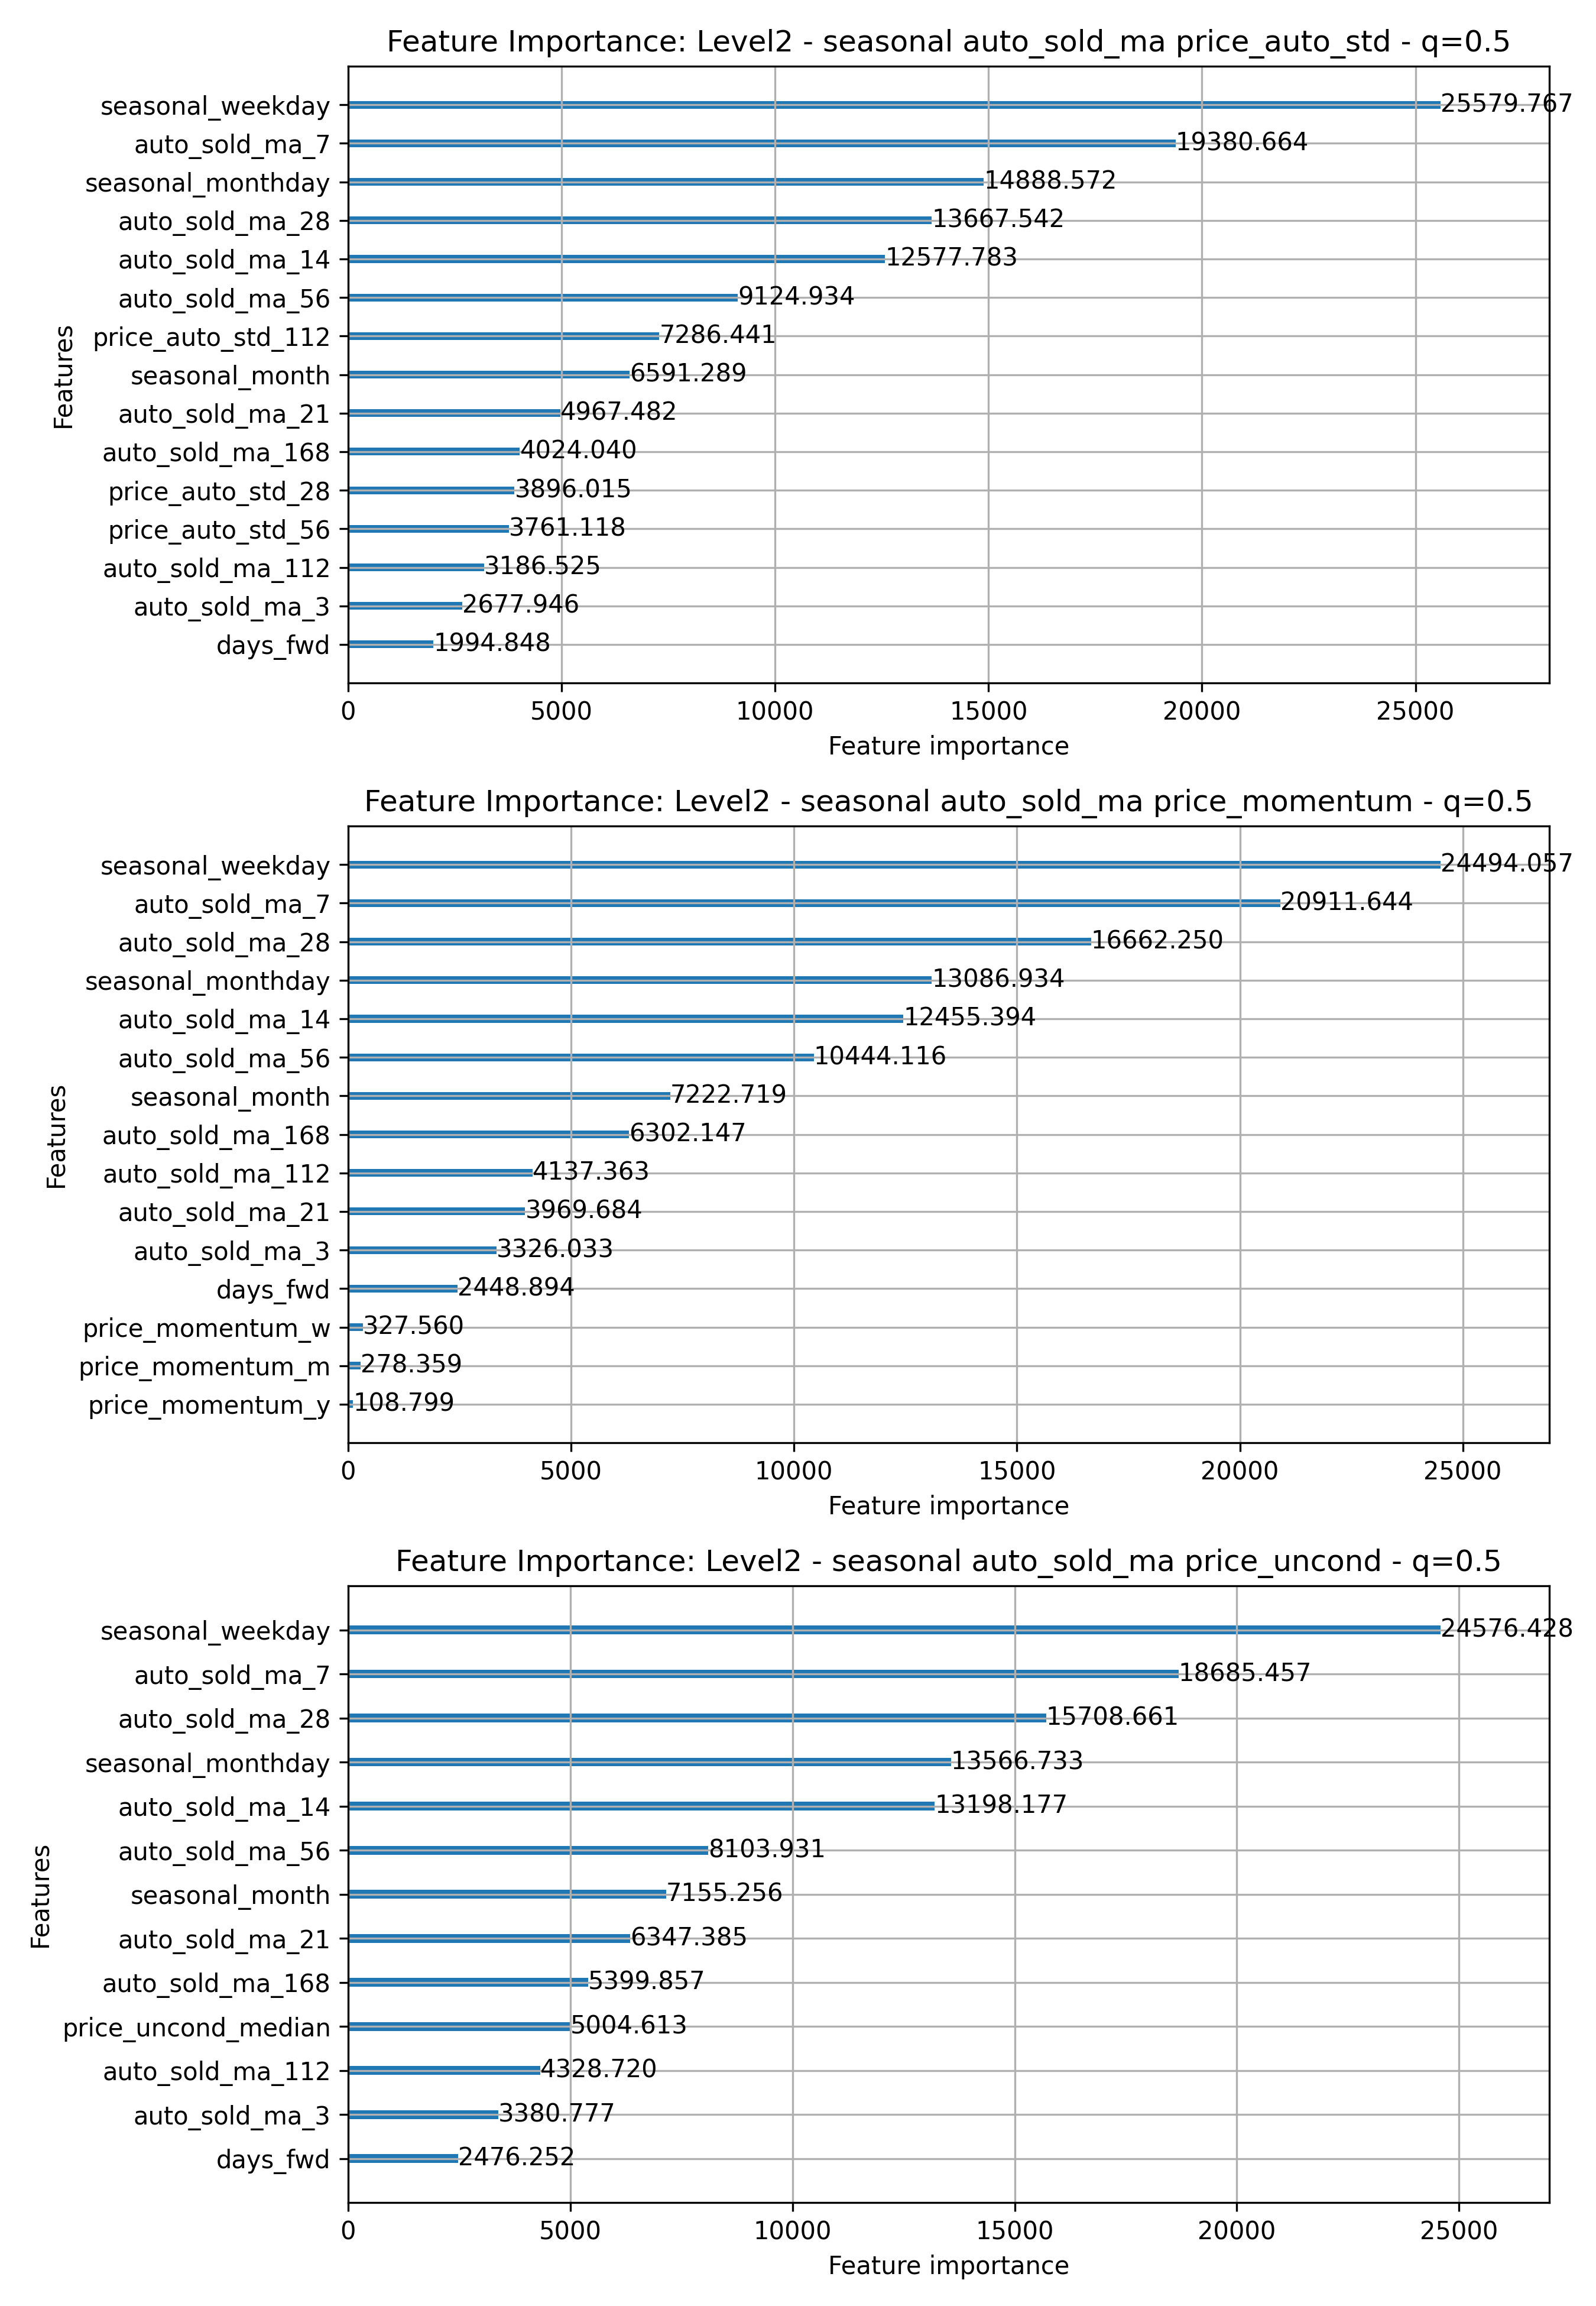 Feature Importance: Level2 - seasonal auto_sold_ma price_auto_std - q=0.5
seasonal_weekday 25579.767
auto_sold_ma_7 19380.664
seasonal_monthday 14888.572
auto_sold_ma_28 13667.542
auto_sold_ma_14 12577.783
auto_sold_ma_56 9124.934
price_auto_std_112 7286.441
seasonal_month 6591.289
auto_sold_ma_21 4967.482
auto_sold_ma_168 4024.040
price_auto_std_28 3896.015
price_auto_std_56 3761.118
auto_sold_ma_112 3186.525
auto_sold_ma_3 2677.946
days_fwd 1994.848
Features
0 5000 10000 15000 20000 25000
Feature importance
Feature Importance: Level2 - seasonal auto_sold_ma price_momentum - q=0.5
seasonal_weekday 24494.057
auto_sold_ma_7 20911.644
auto_sold_ma_28 16662.250
seasonal_monthday 13086.934
auto_sold_ma_14 12455.394
auto_sold_ma_56 10444.116
seasonal_month 7222.719
auto_sold_ma_168 6302.147
auto_sold_ma_112 4137.363
auto_sold_ma_21 3969.684
auto_sold_ma_3 3326.033
days_fwd 2448.894
price_momentum_w 327.560
price_momentum_m 278.359
price_momentum_y 108.799
Features
0 5000 10000 15000 20000 25000
Feature importance
Feature Importance: Level2 - seasonal auto_sold_ma price_uncond - q=0.5
seasonal_weekday 24576.428
auto_sold_ma_7 18685.457
auto_sold_ma_28 15708.661
seasonal_monthday 13566.733
auto_sold_ma_14 13198.177
auto_sold_ma_56 8103.931
seasonal_month 7155.256
auto_sold_ma_21 6347.385
auto_sold_ma_168 5399.857
price_uncond_median 5004.613
auto_sold_ma_112 4328.720
auto_sold_ma_3 3380.777
days_fwd 2476.252
Features
0 5000 10000 15000 20000 25000
Feature importance